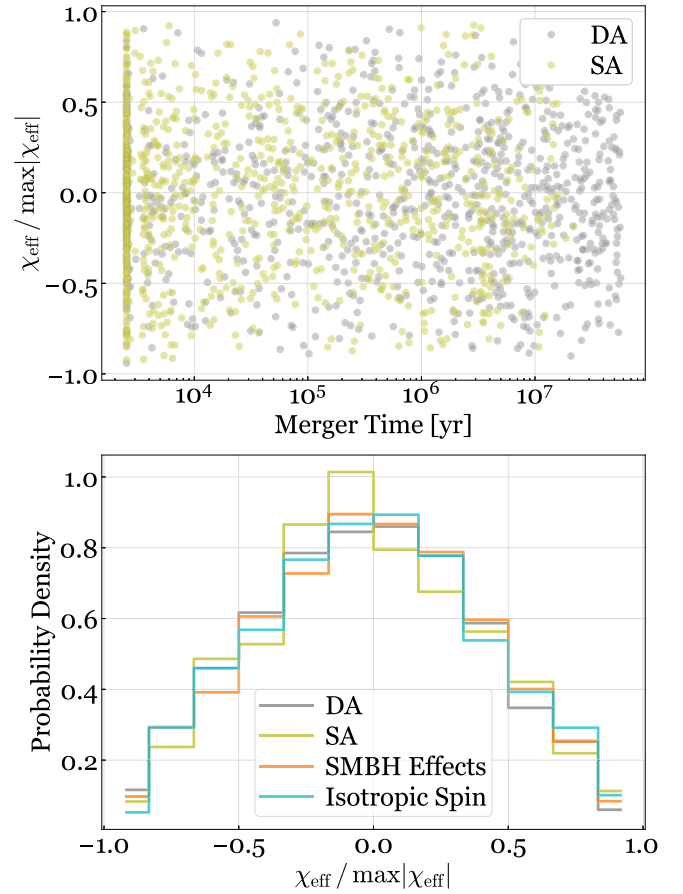 1.0
0.5
0.0
−0.5
−1.0
χeff / max|χeff|
DA
SA
10⁴
10⁵
10⁶
10⁷
Merger Time [yr]
1.0
0.8
0.6
0.4
0.2
Probability Density
DA
SA
SMBH Effects
Isotropic Spin
−1.0
−0.5
0.0
0.5
1.0
χeff / max|χeff|